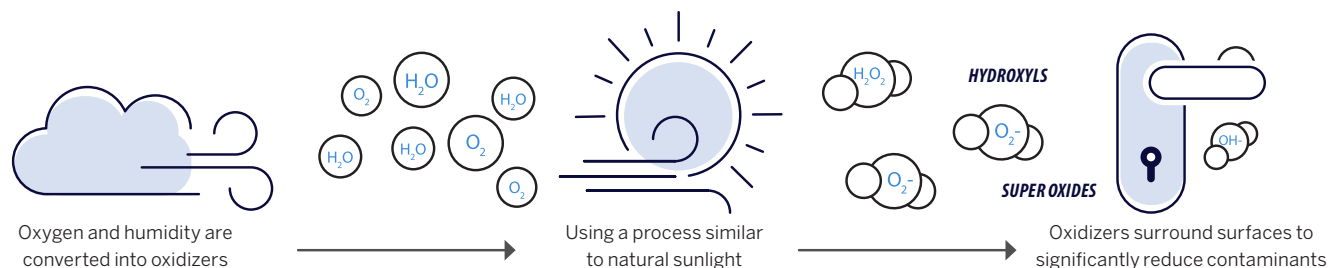 O₂
H₂O
H₂O
H₂O
H₂O
O₂
O₂
H₂O₂
HYDROXYLS
O₂-
O₂-
SUPER OXIDES
OH-
Oxygen and humidity are
converted into oxidizers
Using a process similar
to natural sunlight
Oxidizers surround surfaces to
significantly reduce contaminants